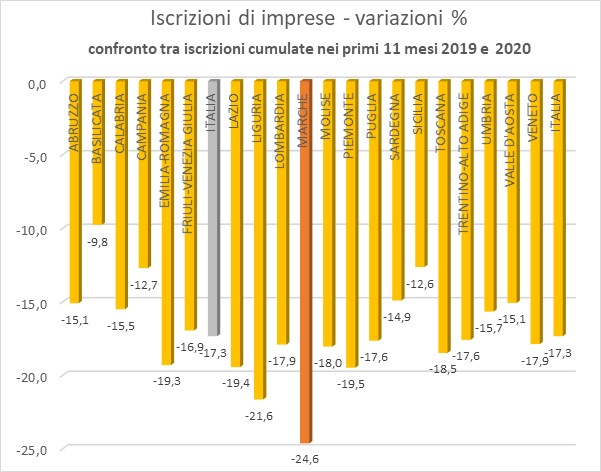 Iscrizioni di imprese - variazioni %
confronto tra iscrizioni cumulate nei primi 11 mesi 2019 e 2020
0,0
-5,0
-10,0
-15,0
-20,0
-25,0
ABRUZZO
BASILICATA
CALABRIA
CAMPANIA
EMILIA-ROMAGNA
FRIULI-VENEZIA GIULIA
ITALIA
LAZIO
LIGURIA
LOMBARDIA
MARCHE
MOLISE
PIEMONTE
PUGLIA
SARDEGNA
SICILIA
TOSCANA
TRENTINO-ALTO ADIGE
UMBRIA
VALLE D'AOSTA
VENETO
ITALIA
-15,1
-9,8
-15,5
-12,7
-19,3
-16,9
-17,3
-19,4
-21,6
-17,9
-24,6
-18,0
-19,5
-17,6
-14,9
-12,6
-18,5
-17,6
-15,7
-15,1
-17,9
-17,3